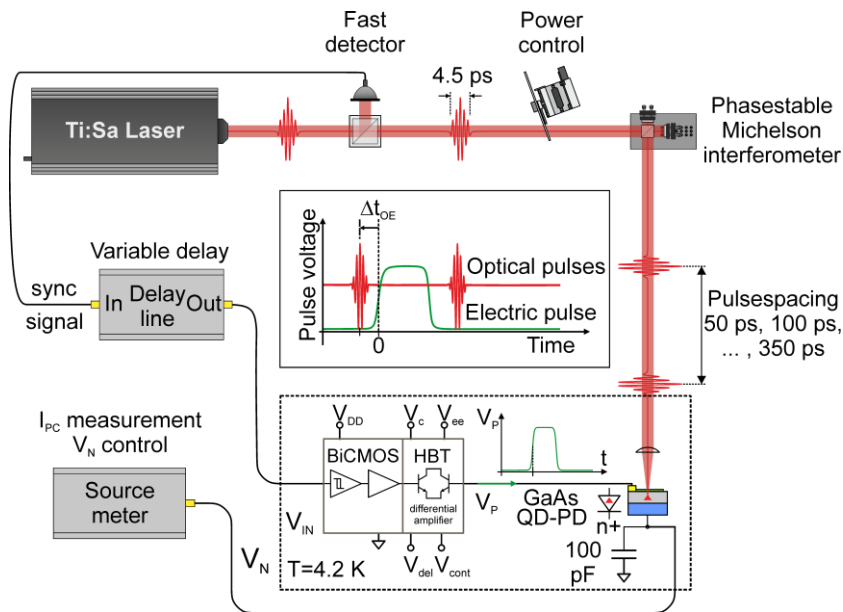 Fast
detector
Power
control
4.5 ps
Ti:Sa Laser
Phasestable
Michelson
interferometer
Variable delay
sync
signal
In Delay Out
line
Pulse voltage
Δt_OE
Optical pulses
Electric pulse
0
Time
Pulsespacing
50 ps, 100 ps,
... , 350 ps
I_PC measurement
V_N control
Source
meter
V_N
V_DD
V_c
V_ee
BiCMOS
HBT
differential
amplifier
V_IN
V_del
V_cont
T=4.2 K
V_P
t
V_P
GaAs
QD-PD
n+
100
pF